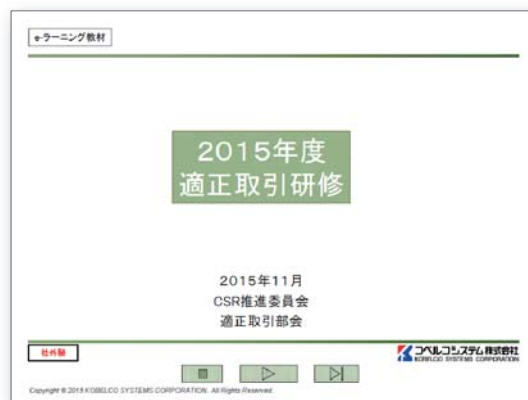 e-ラーニング教材
2015年度
適正取引研修
2015年11月
CSR推進委員会
適正取引部会
社外秘
コベルコシステム株式会社
KOBELCO SYSTEMS CORPORATION
Copyright © 2015 KOBELCO SYSTEMS CORPORATION. All Rights Reserved.